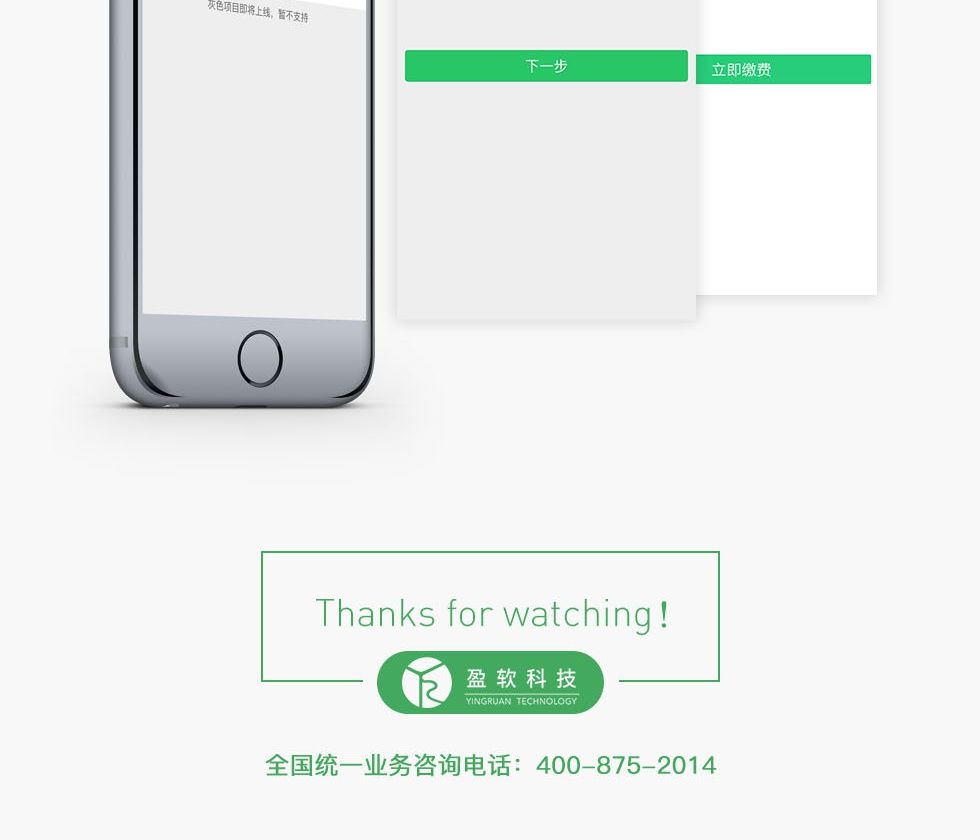 灰色项目即将上线，暂不支持
下一步
立即缴费
Thanks for watching！
盈软科技
YINGRUAN TECHNOLOGY
全国统一业务咨询电话：400-875-2014